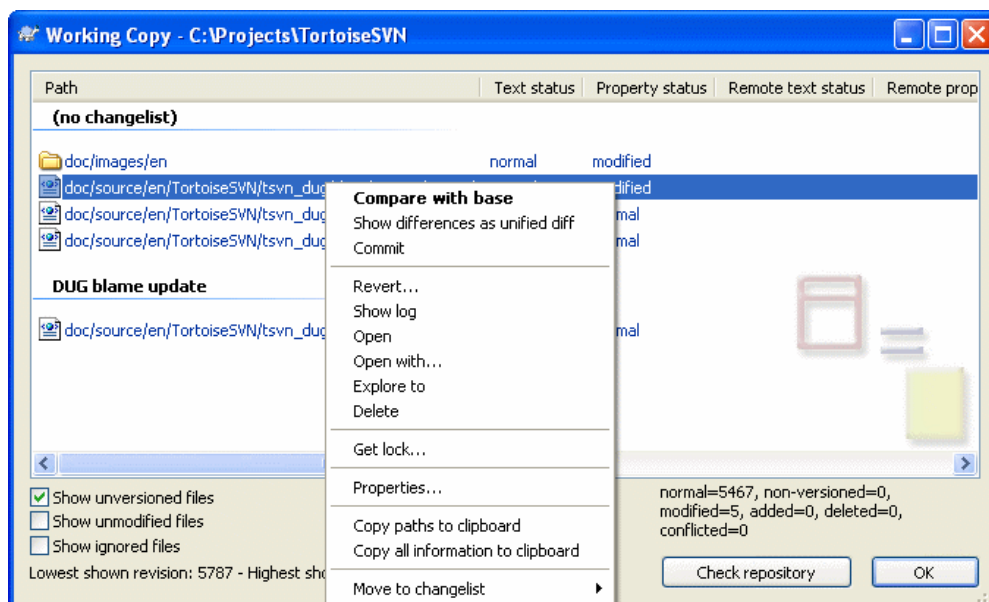 Working Copy - C:\Projects\TortoiseSVN
Path Text status Property status Remote text status Remote prop
(no changelist)
doc/images/en normal modified
doc/source/en/TortoiseSVN/tsvn_dug
doc/source/en/TortoiseSVN/tsvn_dug
doc/source/en/TortoiseSVN/tsvn_dug
DUG blame update
doc/source/en/TortoiseSVN/tsvn_dug
Compare with base
Show differences as unified diff
Commit
Revert...
Show log
Open
Open with...
Explore to
Delete
Get lock...
Properties...
Copy paths to clipboard
Copy all information to clipboard
Move to changelist
Show unversioned files
Show unmodified files
Show ignored files
Lowest shown revision: 5787 - Highest
normal=5467, non-versioned=0,
modified=5, added=0, deleted=0,
conflicted=0
Check repository OK